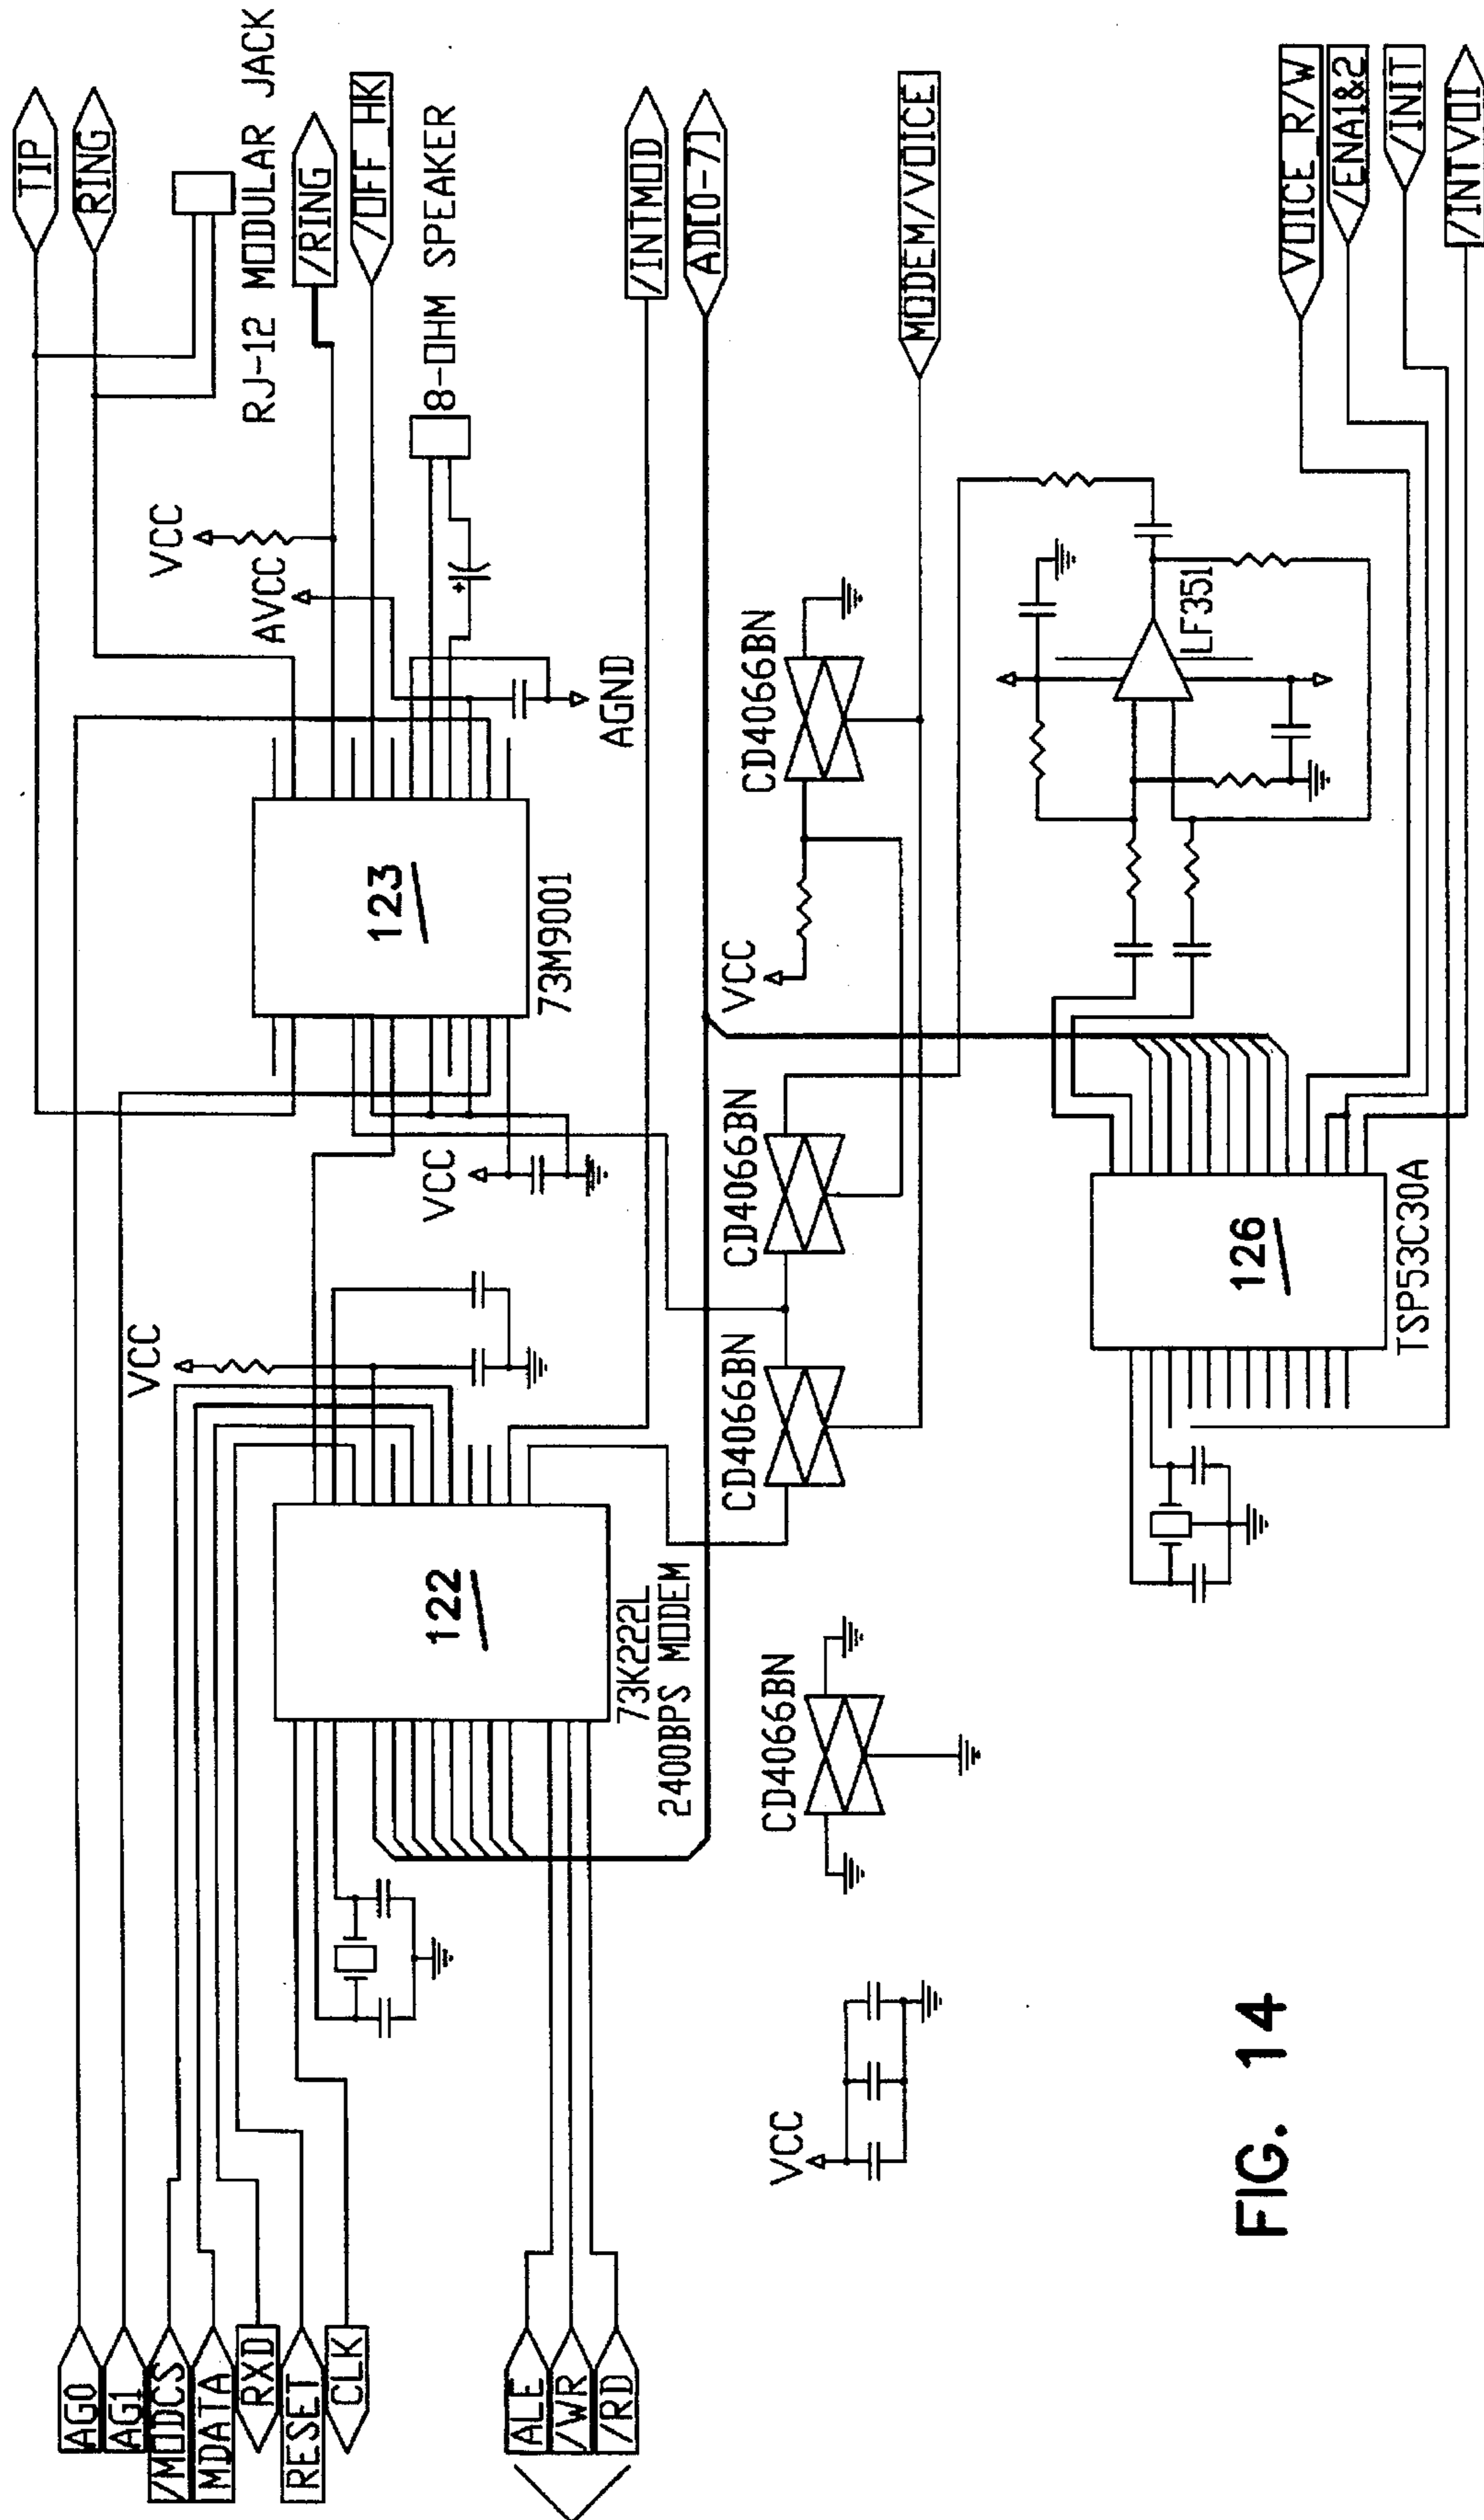 TIP
RING
RJ-12 MODULAR JACK
/RING
/OFF HK
8-OHM SPEAKER
VCC
AVCC
AGND
123
73M9001
/INTMOD
AD[0-7]
MODEM/VOICE
VCC
VCC
122
73K222L
2400BPS MODEM
AG0
AG1
/MODCS
MDATA
RXD
RESET
CLK
ALE
/WR
/RD
CD4066BN
VCC
CD4066BN
CD4066BN
CD4066BN
VCC
LF351
126
TSP53C30A
VOICE R/W
/ENA1&2
/INIT
/INTVOI
FIG. 14